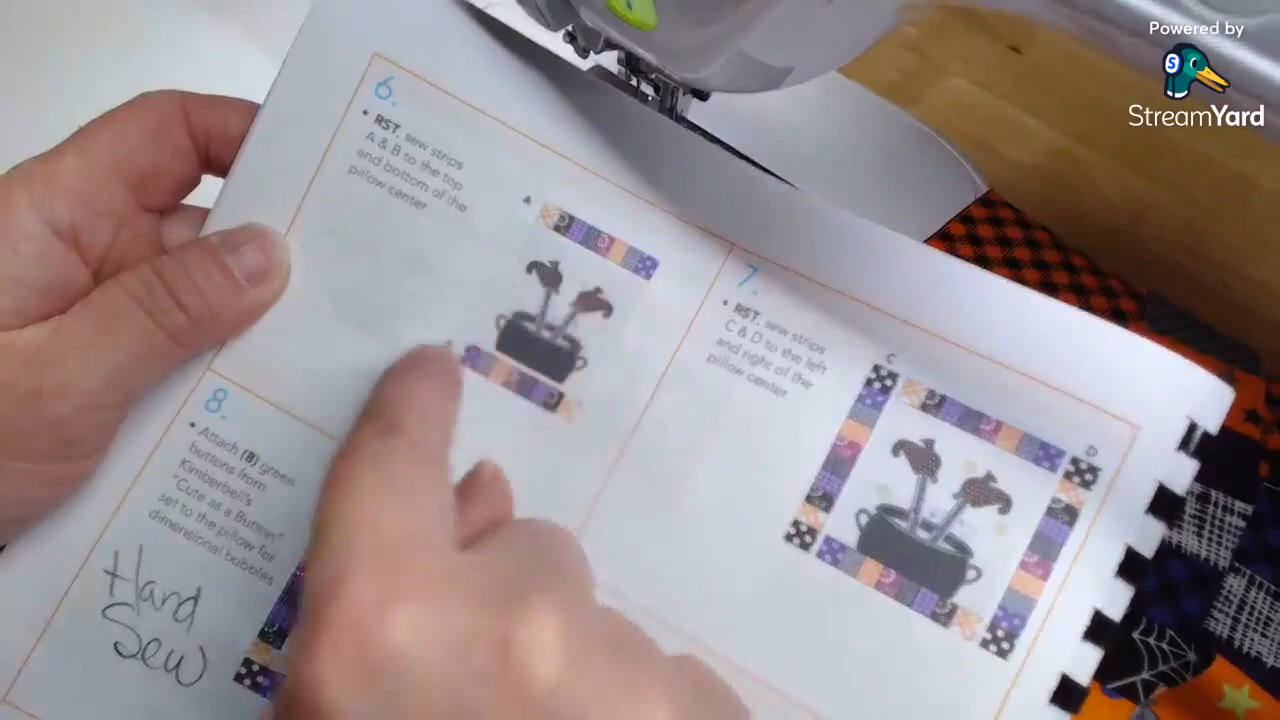 Powered by
StreamYard
6.
• RST, sew strips
A & B to the top
and bottom of the
pillow center
A
7.
• RST, sew strips
C & D to the left
and right of the
pillow center
C
D
8.
• Attach (8) green
buttons from
Kimberbell's
"Cute as a Button"
set to the pillow for
dimensional bubbles
Hand
Sew